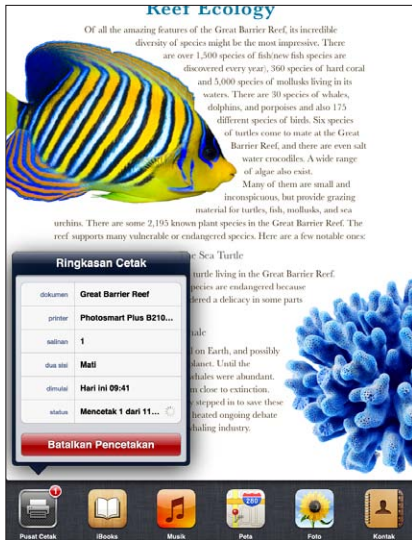 Reef Ecology
Of all the amazing features of the Great Barrier Reef, its incredible
diversity of species might be the most impressive. There
are over 1,500 species of fish(new fish species are
discovered every year), 360 species of hard coral
and 5,000 species of mollusks living in its
waters. There are 30 species of whales,
dolphins, and porpoises and also 175
different species of birds. Six species
of turtles come to mate at the Great
Barrier Reef, and there are even salt
water crocodiles. A wide range
of algae also exist.
Many of them are small and
inconspicuous, but provide grazing
material for turtles, fish, mollusks, and sea
urchins. There are some 2,195 known plant species in the Great Barrier Reef. The
reef supports many vulnerable or endangered species. Here are a few notable ones:
The Sea Turtle
turtle living in the Great Barrier Reef.
species are endangered because
dered a delicacy in some parts
hale
l on Earth, and possibly
planet. Until the
whales were abundant.
m close to extinction.
stepped in to save these
heated ongoing debate
whaling industry.
Ringkasan Cetak
dokumen Great Barrier Reef
printer Photosmart Plus B210...
salinan 1
dua sisi Mati
dimulai Hari ini 09:41
status Mencetak 1 dari 11...
Batalkan Pencetakan
1
280
Pusat Cetak iBooks Musik Peta Foto Kontak